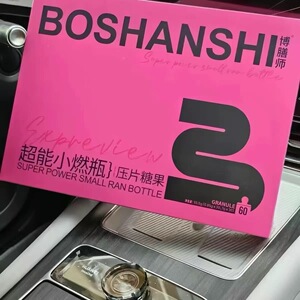 BOSHANSHI
博膳师
Super power small ran bottle
Expreview
超能小燃瓶}(压片糖果
SUPER POWER SMALL RAN BOTTLE
GRANULE
60